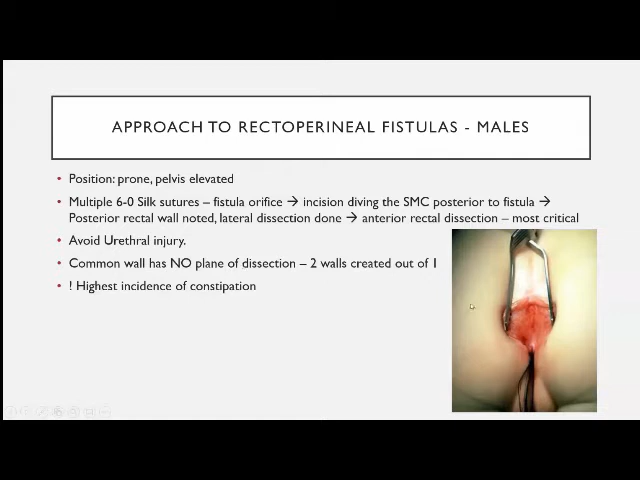 APPROACH TO RECTOPERINEAL FISTULAS - MALES
• Position: prone, pelvis elevated
• Multiple 6-0 Silk sutures – fistula orifice → incision diving the SMC posterior to fistula →
Posterior rectal wall noted, lateral dissection done → anterior rectal dissection – most critical
• Avoid Urethral injury.
• Common wall has NO plane of dissection – 2 walls created out of 1
• ! Highest incidence of constipation